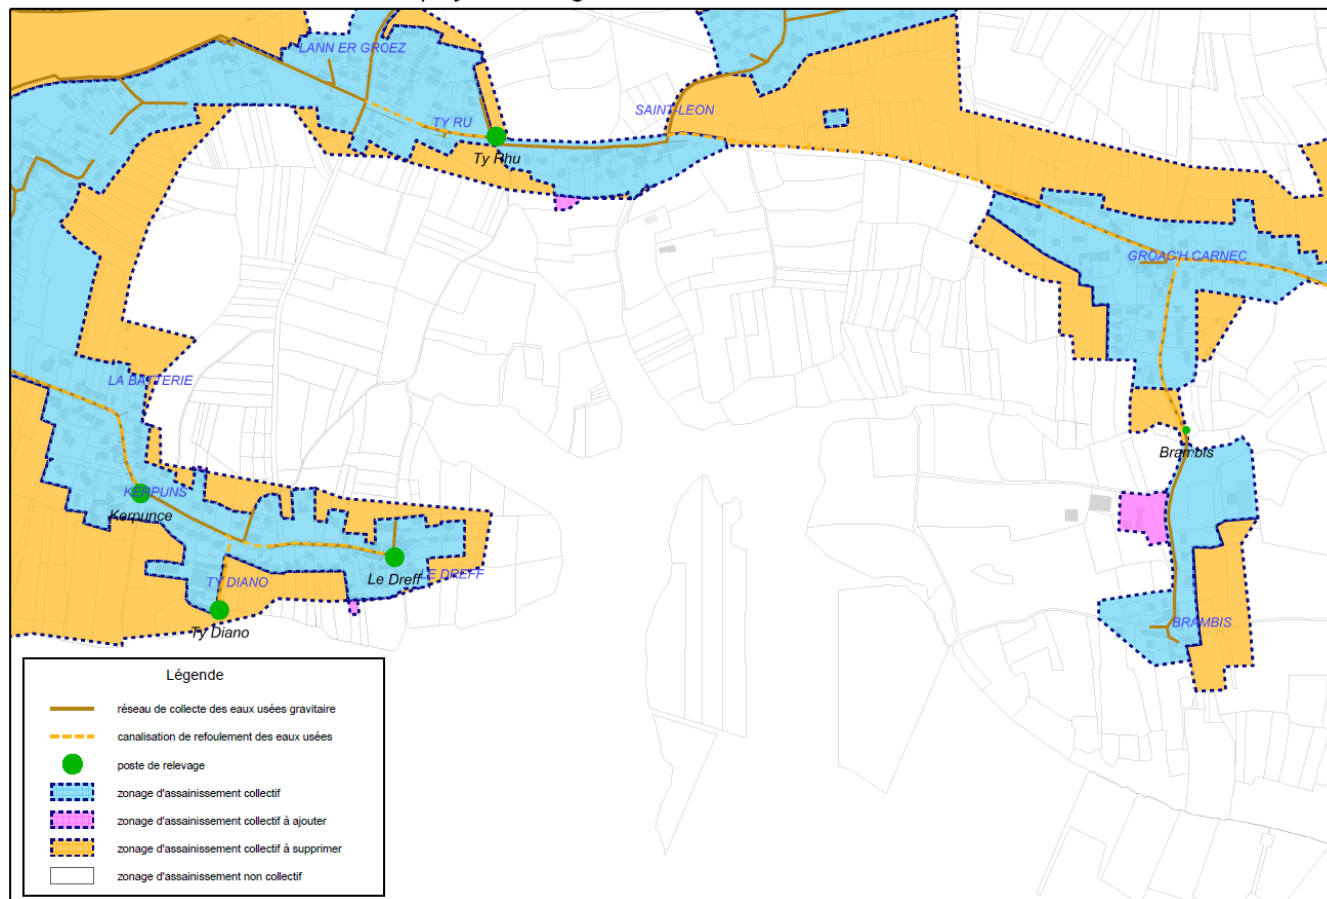 LANN ER GROEZ
SAINT-LEON
TY RU
Ty Rhu
GROAC'H CARNEC
LA BATTERIE
Brambis
KERPUNS
Kerpunce
Le Dreff
LE DREFF
TY DIANO
BRAMBIS
Ty Diano
Légende
réseau de collecte des eaux usées gravitaire
canalisation de refoulement des eaux usées
poste de relevage
zonage d'assainissement collectif
zonage d'assainissement collectif à ajouter
zonage d'assainissement collectif à supprimer
zonage d'assainissement non collectif